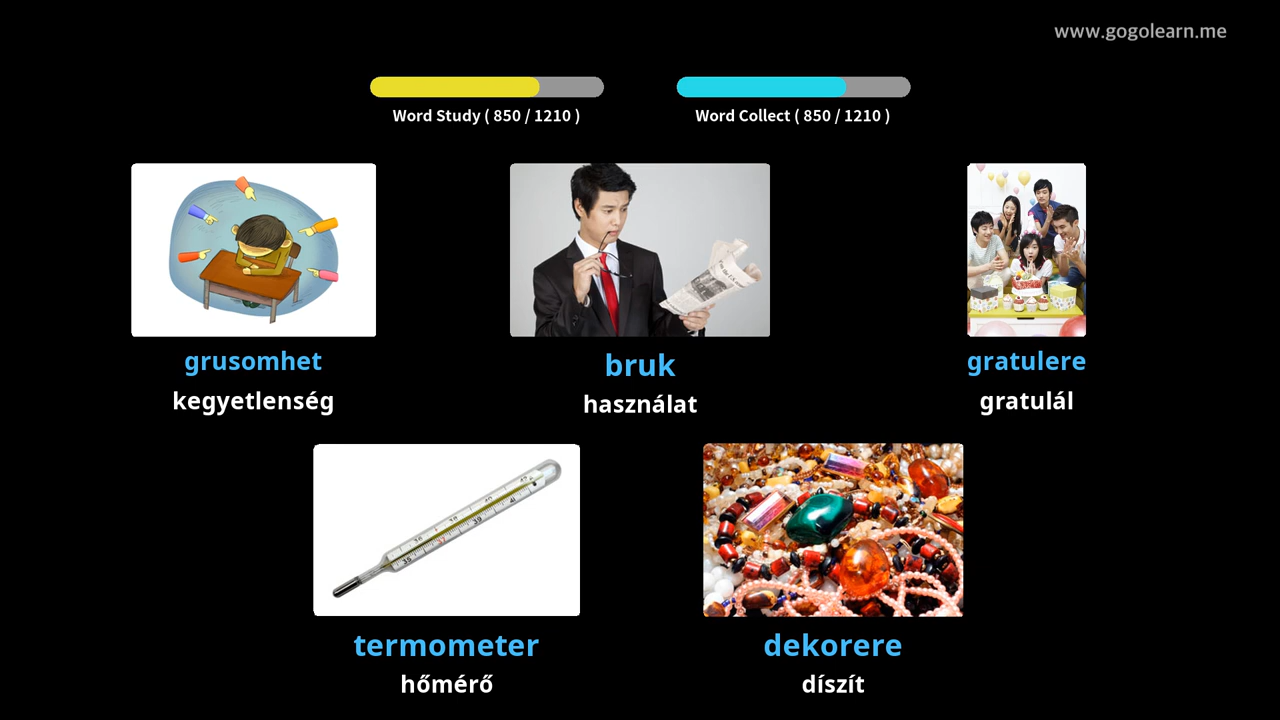 www.gogolearn.me
Word Study ( 850 / 1210 )
Word Collect ( 850 / 1210 )
grusomhet
kegyetlenség
bruk
használat
gratulere
gratulál
termometer
hőmérő
dekorere
díszít